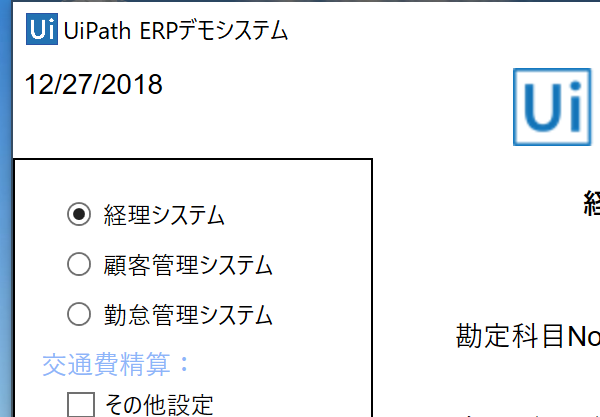 Ui UiPath ERPデモシステム
12/27/2018
Ui
経理システム
顧客管理システム
勤怠管理システム
勘定科目No
交通費精算：
その他設定